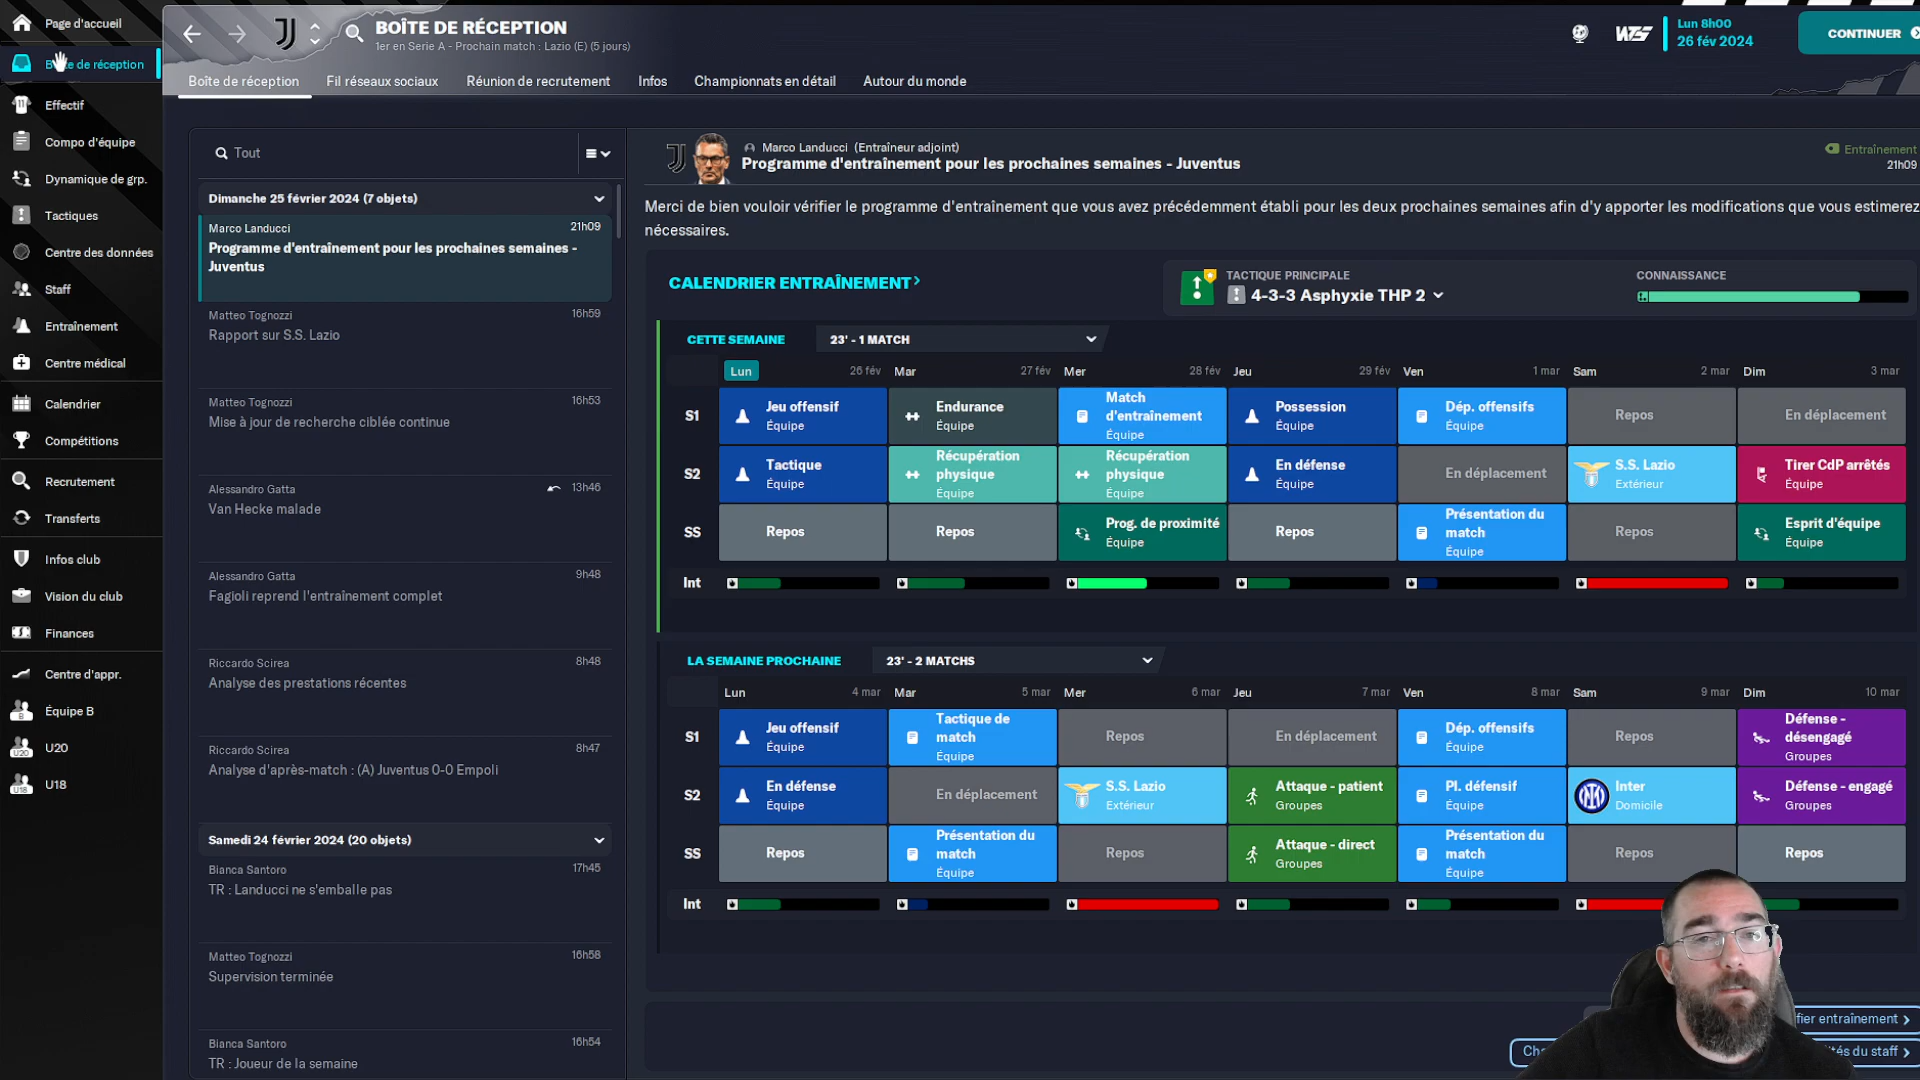 Page d'accueil
Boîte de réception
Effectif
Compo d'équipe
Dynamique de grp.
Tactiques
Centre des données
Staff
Entraînement
Centre médical
Calendrier
Compétitions
Recrutement
Transferts
Infos club
Vision du club
Finances
Centre d'appr.
Équipe B
U20
U18
BOÎTE DE RÉCEPTION
1er en Serie A - Prochain match : Lazio (E) (5 jours)
Lun 8h00
26 fév 2024
CONTINUER
Boîte de réception
Fil réseaux sociaux
Réunion de recrutement
Infos
Championnats en détail
Autour du monde
Tout
Dimanche 25 février 2024 (7 objets)
Marco Landucci 21h09
Programme d'entraînement pour les prochaines semaines -
Juventus
Matteo Tognozzi 16h59
Rapport sur S.S. Lazio
Matteo Tognozzi 16h53
Mise à jour de recherche ciblée continue
Alessandro Gatta 13h46
Van Hecke malade
Alessandro Gatta 9h48
Fagioli reprend l'entraînement complet
Riccardo Scirea 8h48
Analyse des prestations récentes
Riccardo Scirea 8h47
Analyse d'après-match : (A) Juventus 0-0 Empoli
Samedi 24 février 2024 (20 objets)
Bianca Santoro 17h45
TR : Landucci ne s'emballe pas
Matteo Tognozzi 16h58
Supervision terminée
Bianca Santoro 16h54
TR : Joueur de la semaine
Marco Landucci (Entraîneur adjoint)
Programme d'entraînement pour les prochaines semaines - Juventus
Entraînement
21h09
Merci de bien vouloir vérifier le programme d'entraînement que vous avez précédemment établi pour les deux prochaines semaines afin d'y apporter les modifications que vous estimerez
nécessaires.
CALENDRIER ENTRAÎNEMENT
TACTIQUE PRINCIPALE
4-3-3 Asphyxie THP 2
CONNAISSANCE
CETTE SEMAINE 23' - 1 MATCH
Lun 26 fév Mar 27 fév Mer 28 fév Jeu 29 fév Ven 1 mar Sam 2 mar Dim 3 mar
S1
Jeu offensif
Équipe
Endurance
Équipe
Match
d'entraînement
Équipe
Possession
Équipe
Dép. offensifs
Équipe
Repos
En déplacement
S2
Tactique
Équipe
Récupération
physique
Équipe
Récupération
physique
Équipe
En défense
Équipe
En déplacement
S.S. Lazio
Extérieur
Tirer CdP arrêtés
Équipe
SS
Repos
Repos
Prog. de proximité
Équipe
Repos
Présentation du
match
Équipe
Repos
Esprit d'équipe
Équipe
Int
LA SEMAINE PROCHAINE 23' - 2 MATCHS
Lun 4 mar Mar 5 mar Mer 6 mar Jeu 7 mar Ven 8 mar Sam 9 mar Dim 10 mar
S1
Jeu offensif
Équipe
Tactique de
match
Équipe
Repos
En déplacement
Dép. offensifs
Équipe
Repos
Défense -
désengagé
Groupes
S2
En défense
Équipe
En déplacement
S.S. Lazio
Extérieur
Attaque - patient
Groupes
Pl. défensif
Équipe
Inter
Domicile
Défense - engagé
Groupes
SS
Repos
Présentation du
match
Équipe
Repos
Attaque - direct
Groupes
Présentation du
match
Équipe
Repos
Repos
Int
entraînement
du staff